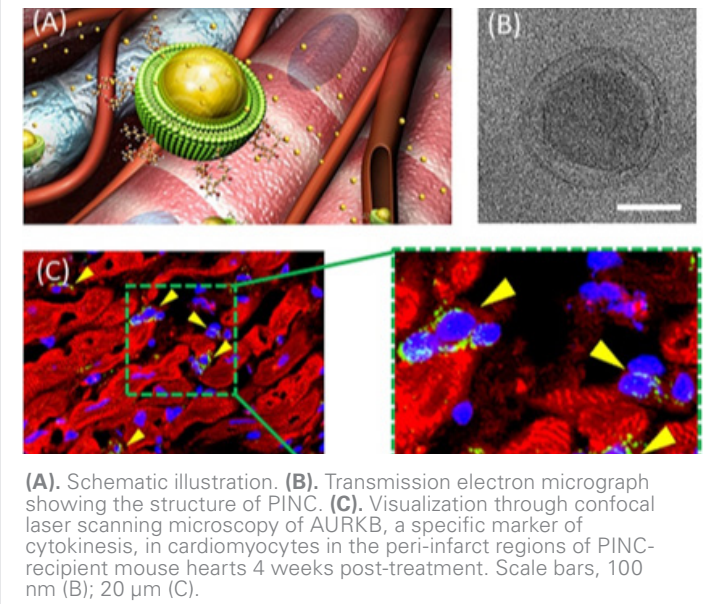 (A)
(B)
(C)
(A). Schematic illustration. (B). Transmission electron micrograph
showing the structure of PINC. (C). Visualization through confocal
laser scanning microscopy of AURKB, a specific marker of
cytokinesis, in cardiomyocytes in the peri-infarct regions of PINC-
recipient mouse hearts 4 weeks post-treatment. Scale bars, 100
nm (B); 20 µm (C).